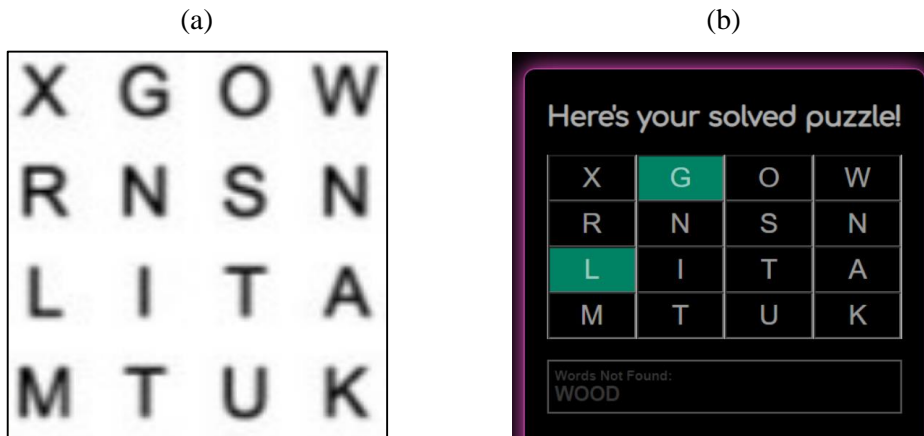 (a) (b)
X G O W
R N S N
L I T A
M T U K
Here's your solved puzzle!
X G O W
R N S N
L I T A
M T U K
Words Not Found:
WOOD